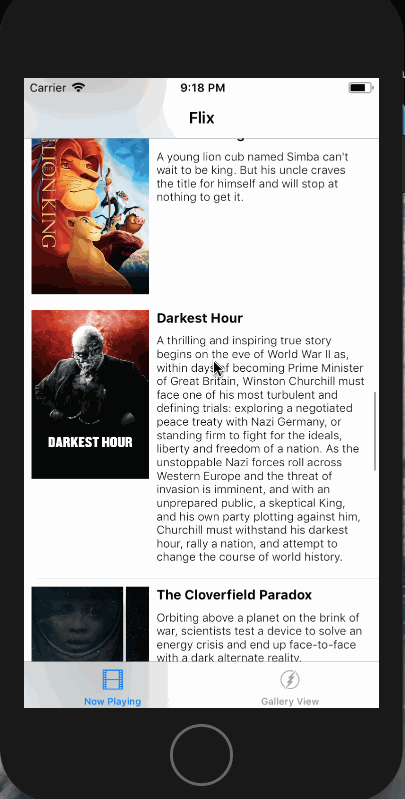 Carrier
9:18 PM
Flix
LION KING
A young lion cub named Simba can't
wait to be king. But his uncle craves
the title for himself and will stop at
nothing to get it.
Darkest Hour
DARKEST HOUR
A thrilling and inspiring true story
begins on the eve of World War II as,
within days of becoming Prime Minister
of Great Britain, Winston Churchill must
face one of his most turbulent and
defining trials: exploring a negotiated
peace treaty with Nazi Germany, or
standing firm to fight for the ideals,
liberty and freedom of a nation. As the
unstoppable Nazi forces roll across
Western Europe and the threat of
invasion is imminent, and with an
unprepared public, a skeptical King,
and his own party plotting against him,
Churchill must withstand his darkest
hour, rally a nation, and attempt to
change the course of world history.
The Cloverfield Paradox
Orbiting above a planet on the brink of
war, scientists test a device to solve an
energy crisis and end up face-to-face
with a dark alternate reality.
Now Playing
Gallery View